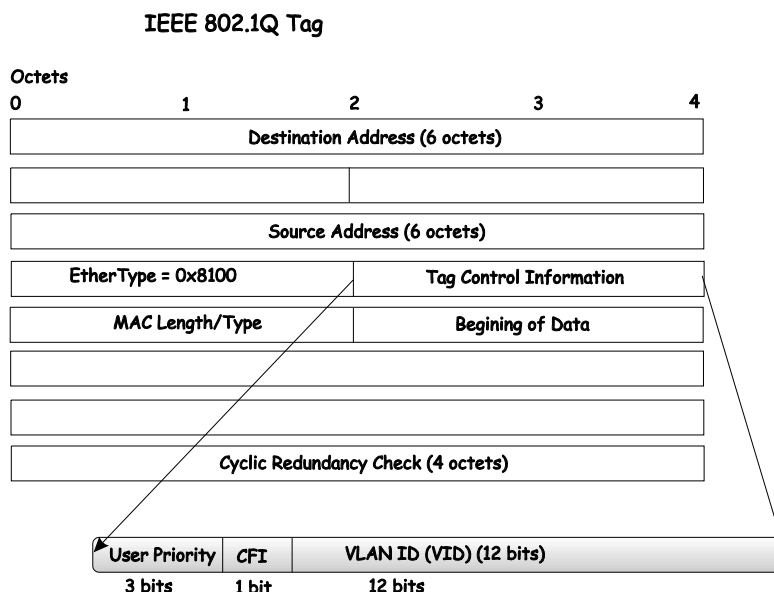 IEEE 802.1Q Tag
Octets
0 1 2 3 4
Destination Address (6 octets)
Source Address (6 octets)
EtherType = 0x8100 Tag Control Information
MAC Length/Type Begining of Data
Cyclic Redundancy Check (4 octets)
User Priority CFI VLAN ID (VID) (12 bits)
3 bits 1 bit 12 bits